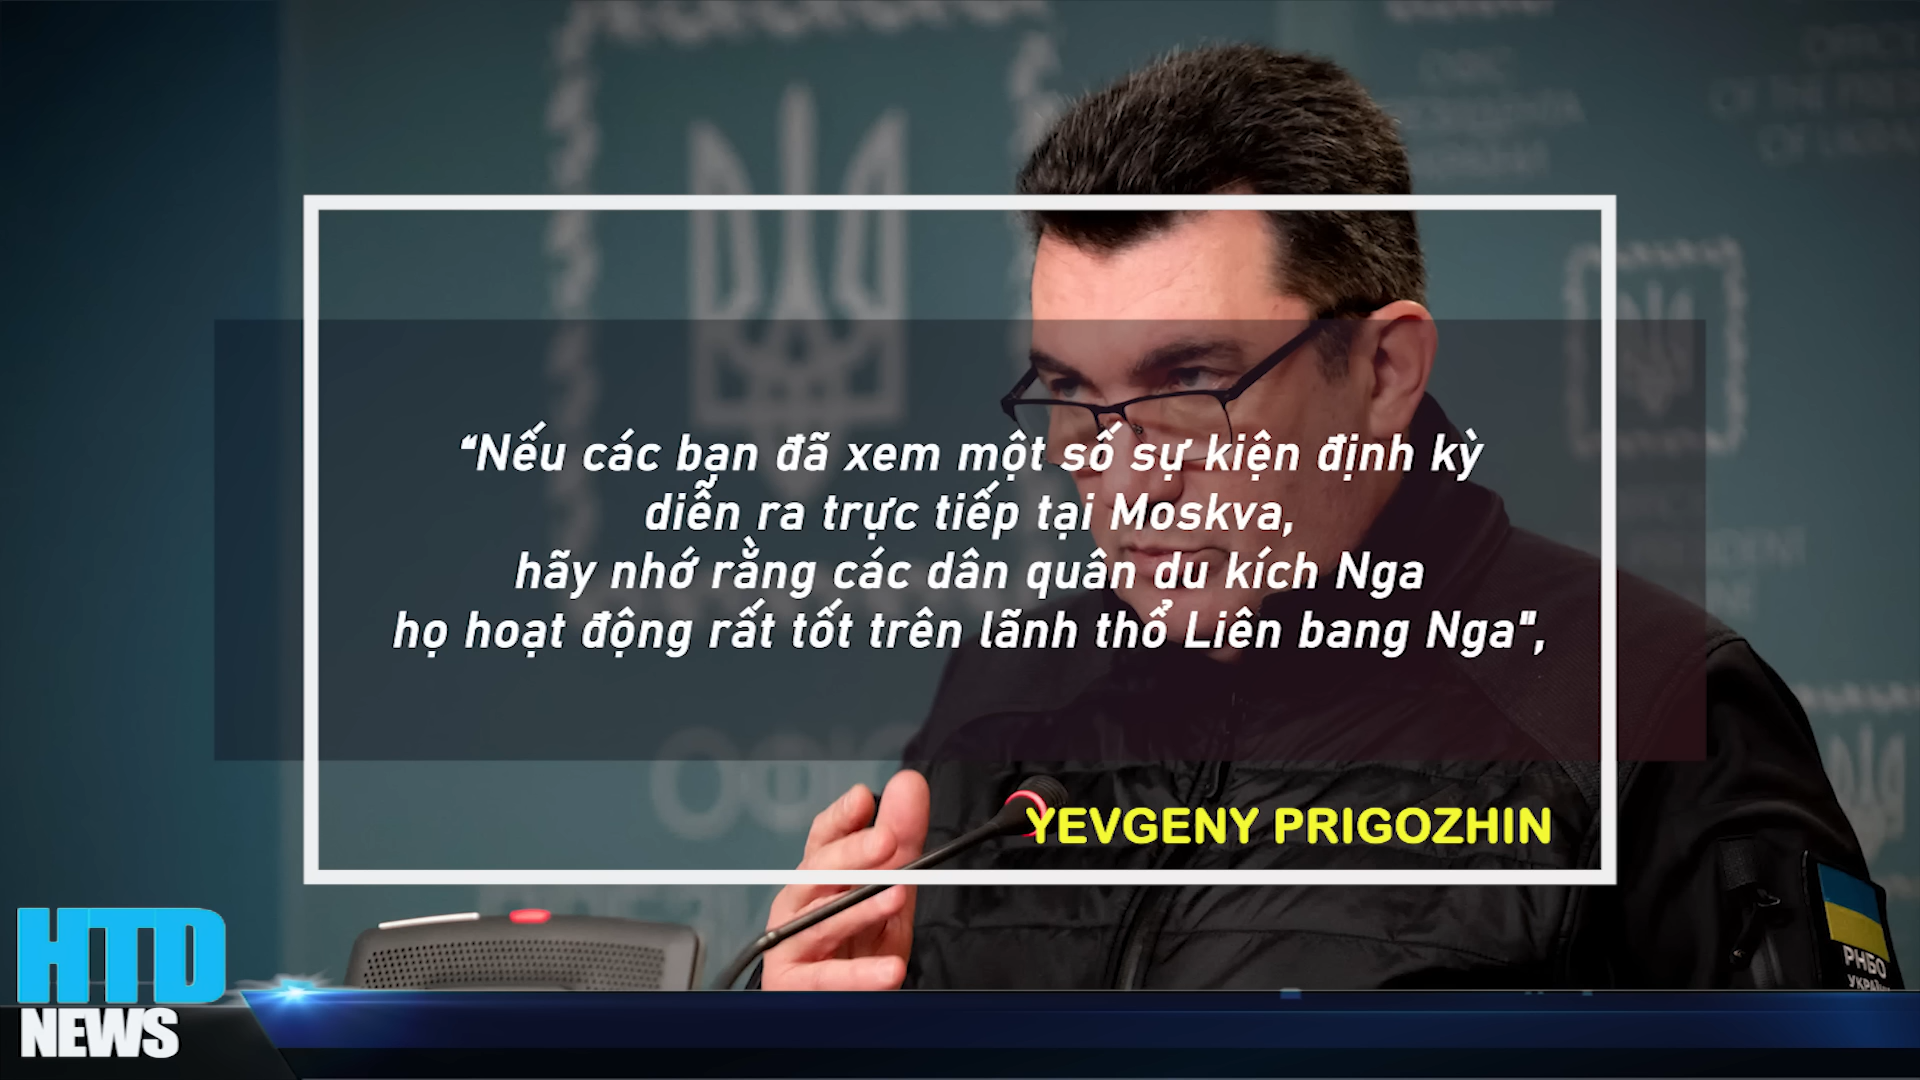 “Nếu các bạn đã xem một số sự kiện định kỳ
diễn ra trực tiếp tại Moskva,
hãy nhớ rằng các dân quân du kích Nga
họ hoạt động rất tốt trên lãnh thổ Liên bang Nga",
YEVGENY PRIGOZHIN
РНБО
HTD
NEWS